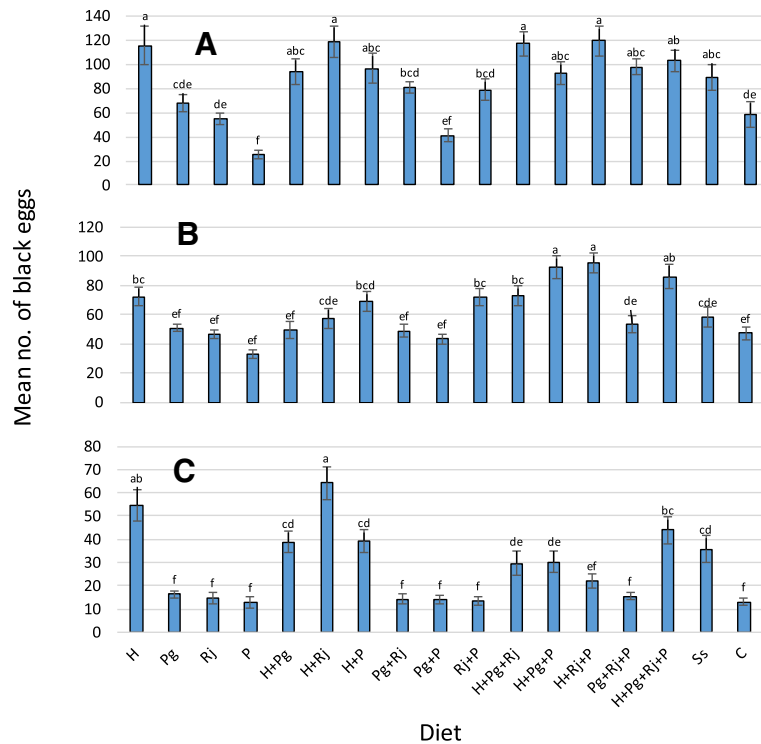 Mean no. of black eggs
A
140
120
100
80
60
40
20
0
a
cde
de
f
abc
a
abc
bcd
ef
bcd
a
abc
a
abc
ab
abc
de
B
120
100
80
60
40
20
0
bc
ef
ef
ef
ef
cde
bcd
ef
ef
bc
bc
a
a
de
ab
cde
ef
C
80
70
60
50
40
30
20
10
0
ab
f
f
f
cd
a
cd
f
f
f
de
de
ef
f
bc
cd
f
H
Pg
Rj
P
H+Pg
H+Rj
H+P
Pg+Rj
Pg+P
Rj+P
H+Pg+Rj
H+Pg+P
H+Rj+P
Pg+Rj+P
H+Pg+Rj+P
Ss
C
Diet